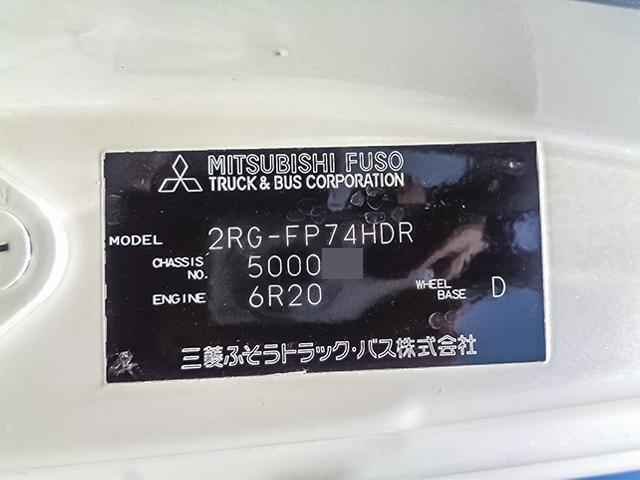 MITSUBISHI FUSO
TRUCK & BUS CORPORATION
MODEL 2RG-FP74HDR
CHASSIS NO. 5000
ENGINE 6R20 WHEEL BASE D
三菱ふそうトラック・バス株式会社